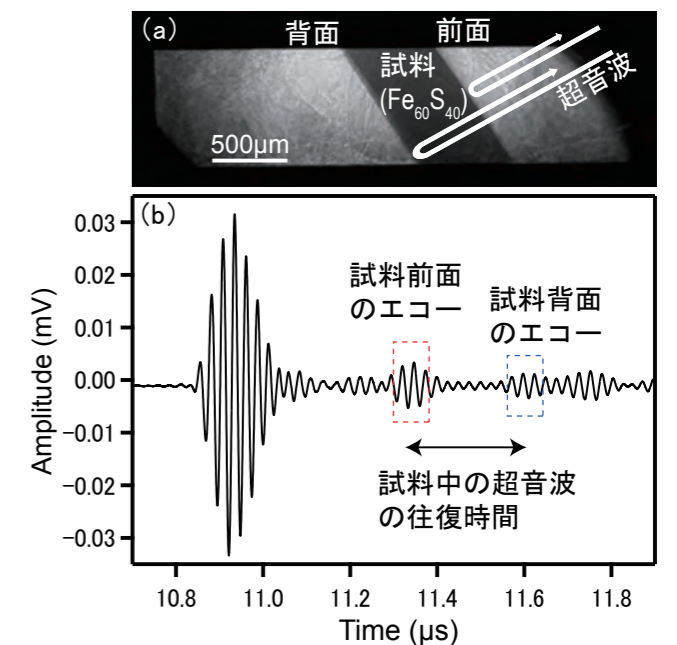 (a)
背面
前面
試料
(Fe60S40)
超音波
500μm
(b)
0.03
0.02
0.01
0.00
−0.01
−0.02
−0.03
Amplitude (mV)
試料前面
のエコー
試料背面
のエコー
試料中の超音波
の往復時間
10.8 11.0 11.2 11.4 11.6 11.8
Time (μs)